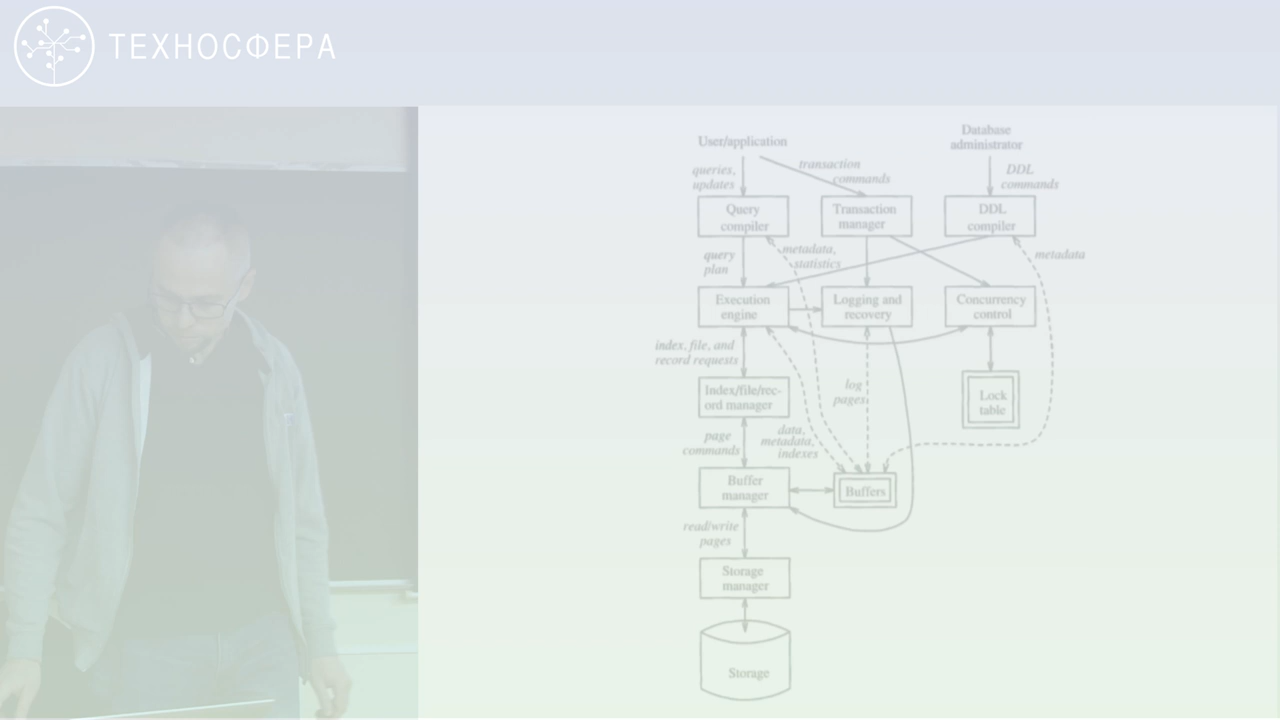 ТЕХНОСФЕРА
User/application
Database
administrator
queries,
updates
transaction
commands
DDL
commands
Query
compiler
Transaction
manager
DDL
compiler
query
plan
metadata,
statistics
metadata
Execution
engine
Logging and
recovery
Concurrency
control
index, file, and
record requests
Index/file/rec-
ord manager
log
pages
Lock
table
page
commands
data,
metadata,
indexes
Buffer
manager
Buffers
read/write
pages
Storage
manager
Storage